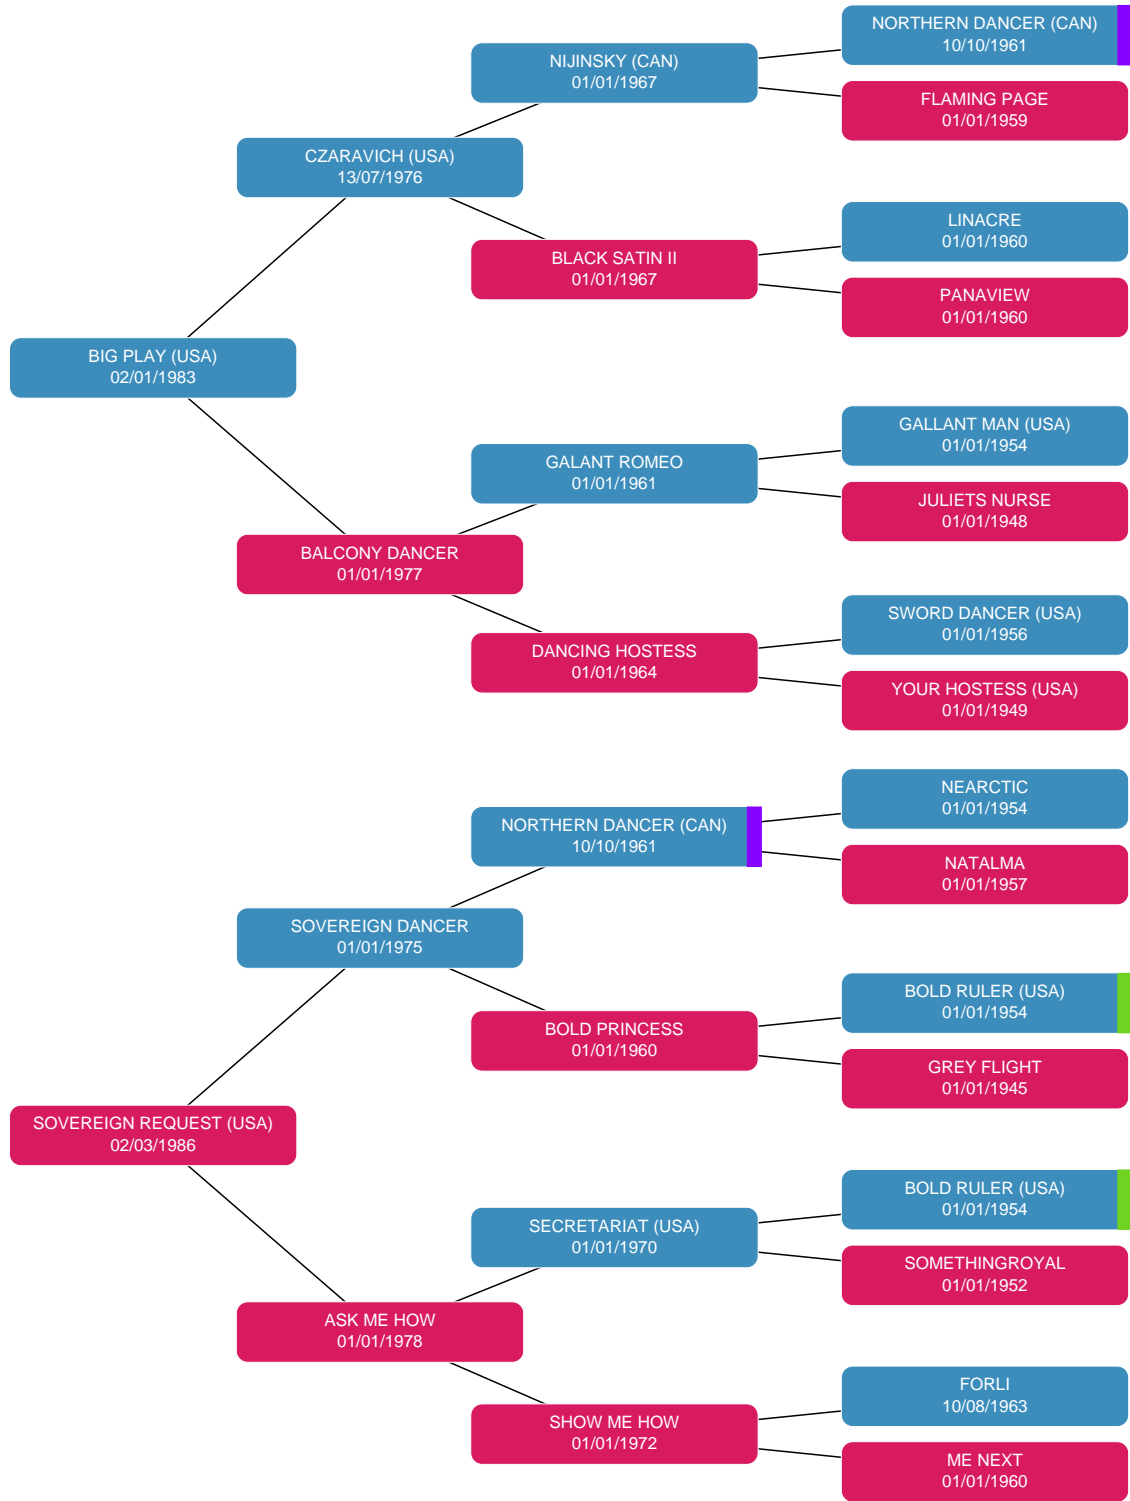 NORTHERN DANCER (CAN)
10/10/1961
NIJINSKY (CAN)
01/01/1967
FLAMING PAGE
01/01/1959
CZARAVICH (USA)
13/07/1976
LINACRE
01/01/1960
BLACK SATIN II
01/01/1967
PANAVIEW
01/01/1960
BIG PLAY (USA)
02/01/1983
GALLANT MAN (USA)
01/01/1954
GALANT ROMEO
01/01/1961
JULIETS NURSE
01/01/1948
BALCONY DANCER
01/01/1977
SWORD DANCER (USA)
01/01/1956
DANCING HOSTESS
01/01/1964
YOUR HOSTESS (USA)
01/01/1949
NEARCTIC
01/01/1954
NORTHERN DANCER (CAN)
10/10/1961
NATALMA
01/01/1957
SOVEREIGN DANCER
01/01/1975
BOLD RULER (USA)
01/01/1954
BOLD PRINCESS
01/01/1960
GREY FLIGHT
01/01/1945
SOVEREIGN REQUEST (USA)
02/03/1986
BOLD RULER (USA)
01/01/1954
SECRETARIAT (USA)
01/01/1970
SOMETHINGROYAL
01/01/1952
ASK ME HOW
01/01/1978
FORLI
10/08/1963
SHOW ME HOW
01/01/1972
ME NEXT
01/01/1960